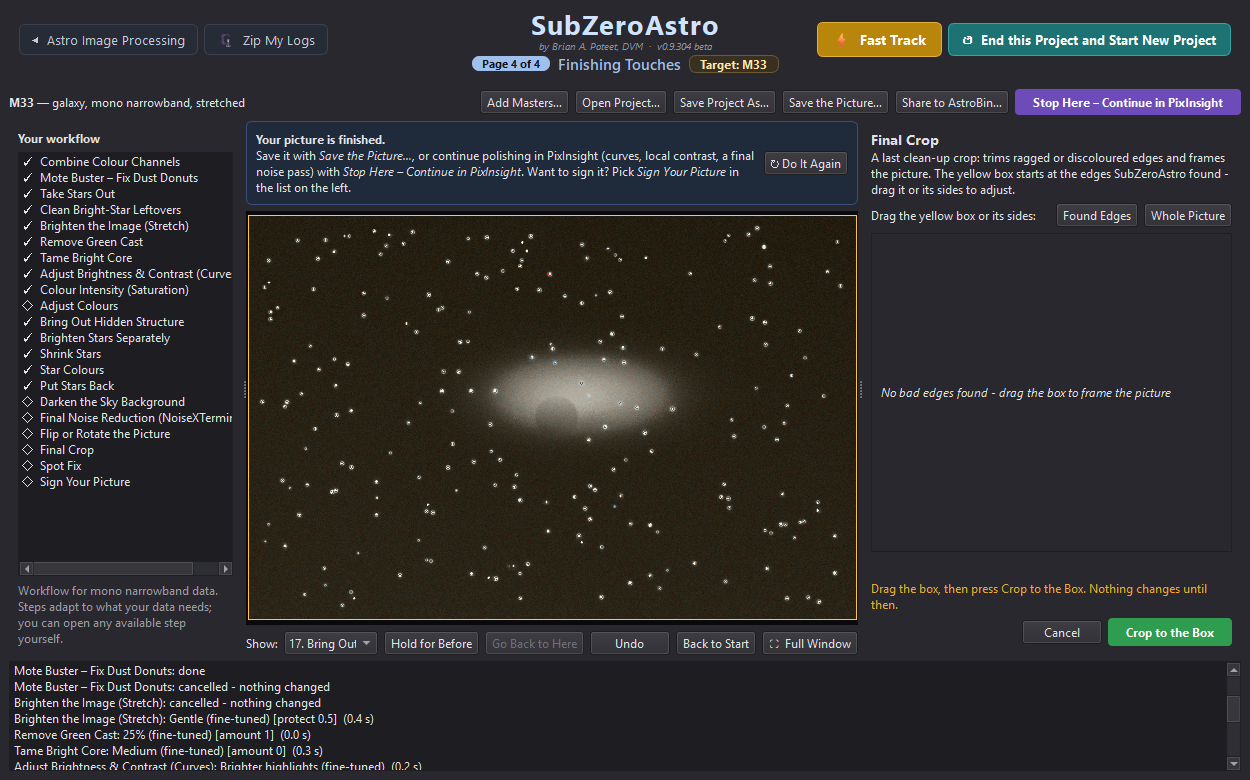 Astro Image Processing
Zip My Logs
SubZeroAstro
by Brian A. Poteet, DVM · v0.9.304 beta
Page 4 of 4
Finishing Touches
Target: M33
Fast Track
End this Project and Start New Project
M33 — galaxy, mono narrowband, stretched
Add Masters...
Open Project...
Save Project As...
Save the Picture...
Share to AstroBin...
Stop Here – Continue in PixInsight
Your workflow
✓ Combine Colour Channels
✓ Mote Buster – Fix Dust Donuts
✓ Take Stars Out
✓ Clean Bright-Star Leftovers
✓ Brighten the Image (Stretch)
✓ Remove Green Cast
✓ Tame Bright Core
✓ Adjust Brightness & Contrast (Curve
✓ Colour Intensity (Saturation)
◇ Adjust Colours
✓ Bring Out Hidden Structure
✓ Brighten Stars Separately
✓ Shrink Stars
✓ Star Colours
✓ Put Stars Back
◇ Darken the Sky Background
◇ Final Noise Reduction (NoiseXTermin
◇ Flip or Rotate the Picture
◇ Final Crop
◇ Spot Fix
◇ Sign Your Picture
Workflow for mono narrowband data.
Steps adapt to what your data needs;
you can open any available step
yourself.
Your picture is finished.
Save it with Save the Picture..., or continue polishing in PixInsight (curves, local contrast, a final
noise pass) with Stop Here – Continue in PixInsight. Want to sign it? Pick Sign Your Picture in
the list on the left.
↻ Do It Again
Show:
17. Bring Out
Hold for Before
Go Back to Here
Undo
Back to Start
Full Window
Final Crop
A last clean-up crop: trims ragged or discoloured edges and frames
the picture. The yellow box starts at the edges SubZeroAstro found -
drag it or its sides to adjust.
Drag the yellow box or its sides:
Found Edges
Whole Picture
No bad edges found - drag the box to frame the picture
Drag the box, then press Crop to the Box. Nothing changes until
then.
Cancel
Crop to the Box
Mote Buster – Fix Dust Donuts: done
Mote Buster – Fix Dust Donuts: cancelled - nothing changed
Brighten the Image (Stretch): cancelled - nothing changed
Brighten the Image (Stretch): Gentle (fine-tuned) [protect 0.5] (0.4 s)
Remove Green Cast: 25% (fine-tuned) [amount 1] (0.0 s)
Tame Bright Core: Medium (fine-tuned) [amount 0] (0.3 s)
Adjust Brightness & Contrast (Curves): Brighter highlights (fine-tuned) (0.2 s)